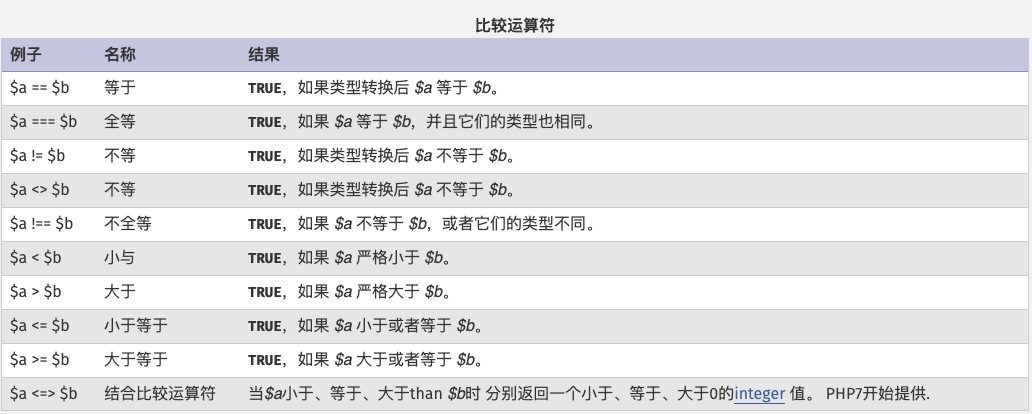 比较运算符
例子 名称 结果
$a == $b 等于 TRUE，如果类型转换后 $a 等于 $b。
$a === $b 全等 TRUE，如果 $a 等于 $b，并且它们的类型也相同。
$a != $b 不等 TRUE，如果类型转换后 $a 不等于 $b。
$a <> $b 不等 TRUE，如果类型转换后 $a 不等于 $b。
$a !== $b 不全等 TRUE，如果 $a 不等于 $b，或者它们的类型不同。
$a < $b 小与 TRUE，如果 $a 严格小于 $b。
$a > $b 大于 TRUE，如果 $a 严格大于 $b。
$a <= $b 小于等于 TRUE，如果 $a 小于或者等于 $b。
$a >= $b 大于等于 TRUE，如果 $a 大于或者等于 $b。
$a <=> $b 结合比较运算符 当$a小于、等于、大于than $b时 分别返回一个小于、等于、大于0的integer 值。 PHP7开始提供.